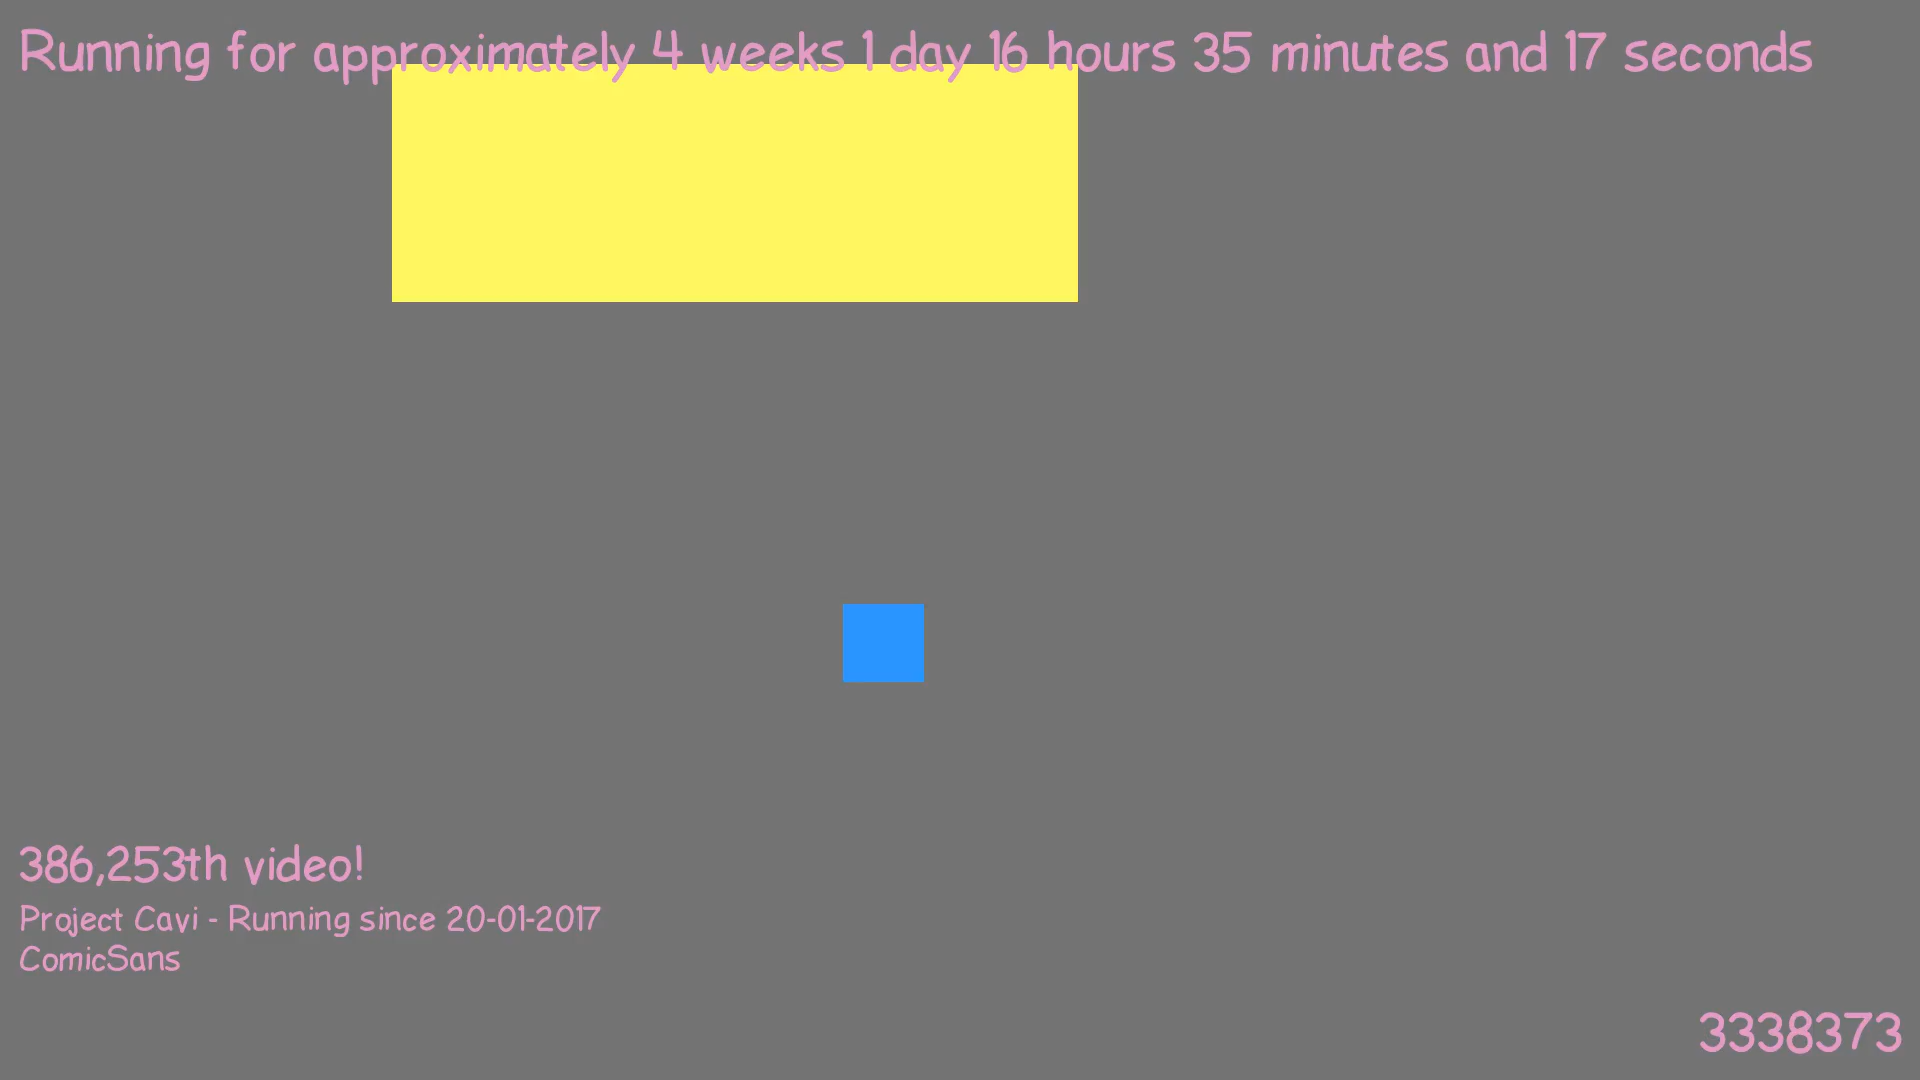 Running for approximately 4 weeks 1 day 16 hours 35 minutes and 17 seconds
386,253th video!
Project Cavi - Running since 20-01-2017
ComicSans
3338373